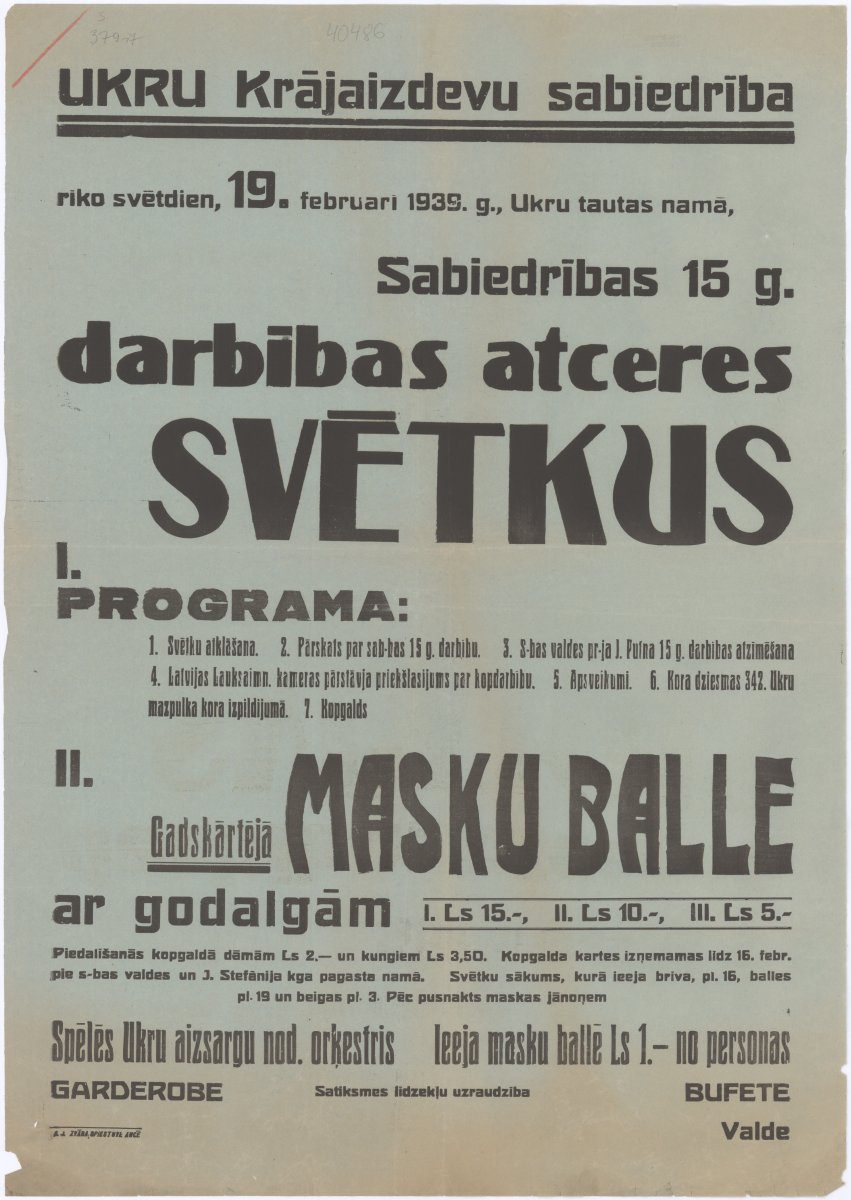 40486
UKRU Krājaizdevu sabiedrība
rīko svētdien, 19. februarī 1939. g., Ukru tautas namā,
Sabiedrības 15 g.
darbības atceres
SVĒTKUS
I.
PROGRAMA:
1. Svētku atklāšana. 2. Pārskats par sab-bas 15 g. darbību. 3. S-bas valdes pr-ja J. Putna 15 g. darbības atzīmēšana
4. Latvijas Lauksaimn. kameras pārstāvja priekšlasījums par kopdarbību. 5. Apsveikumi. 6. Kora dziesmas 342. Ukru
mazpulka kora izpildījumā. 7. Kopgalds
II.
Gadskārtējā MASKU BALLE
ar godalgām I. Ls 15.-, II. Ls 10.-, III. Ls 5.-
Piedalīšanās kopgaldā dāmām Ls 2.— un kungiem Ls 3,50. Kopgalda kartes izņemamas līdz 16. febr.
pie s-bas valdes un J. Stefānija kga pagasta namā. Svētku sākums, kurā ieeja brīva, pl. 16, balles
pl. 19 un beigas pl. 3. Pēc pusnakts maskas jānoņem
Spēlēs Ukru aizsargu nod. orķestris Ieeja masku ballē Ls 1.— no personas
GARDEROBE Satiksmes līdzekļu uzraudzība BUFETE
Valde